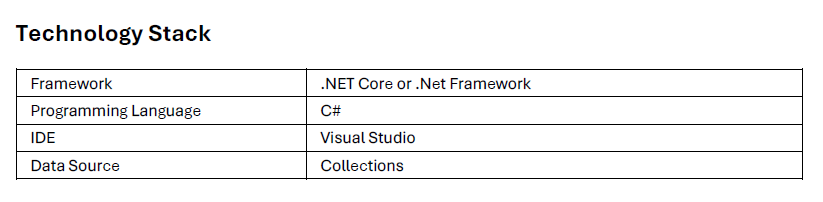 Technology Stack
Framework .NET Core or .Net Framework
Programming Language C#
IDE Visual Studio
Data Source Collections